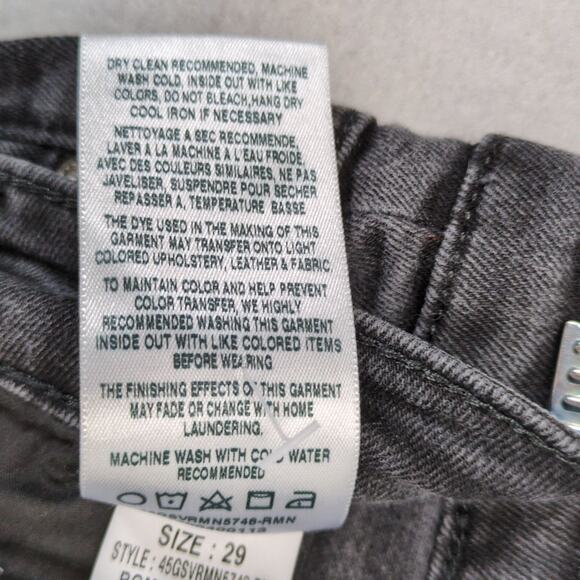 DRY CLEAN RECOMMENDED, MACHINE
WASH COLD, INSIDE OUT WITH LIKE
COLORS, DO NOT BLEACH,HANG DRY
COOL IRON IF NECESSARY
NETTOYAGE A SEC RECOMMENDE,
LAVER A LA MACHINE A L'EAU FROIDE,
AVEC DES COULEURS SIMILAIRES, NE PAS
JAVELISER, SUSPENDRE POUR SECHER
REPASSER A, TEMPERATURE BASSE
THE DYE USED IN THE MAKING OF THIS
GARMENT MAY TRANSFER ONTO LIGHT
COLORED UPHOLSTERY, LEATHER & FABRIC
TO MAINTAIN COLOR AND HELP PREVENT
COLOR TRANSFER, WE HIGHLY
RECOMMENDED WASHING THIS GARMENT
INSIDE OUT WITH LIKE COLORED ITEMS
BEFORE WEARING
THE FINISHING EFFECTS OF THIS GARMENT
MAY FADE OR CHANGE WITH HOME
LAUNDERING.
MACHINE WASH WITH COLD WATER
RECOMMENDED
GSVRMN5746-RMN
SIZE : 29
STYLE :